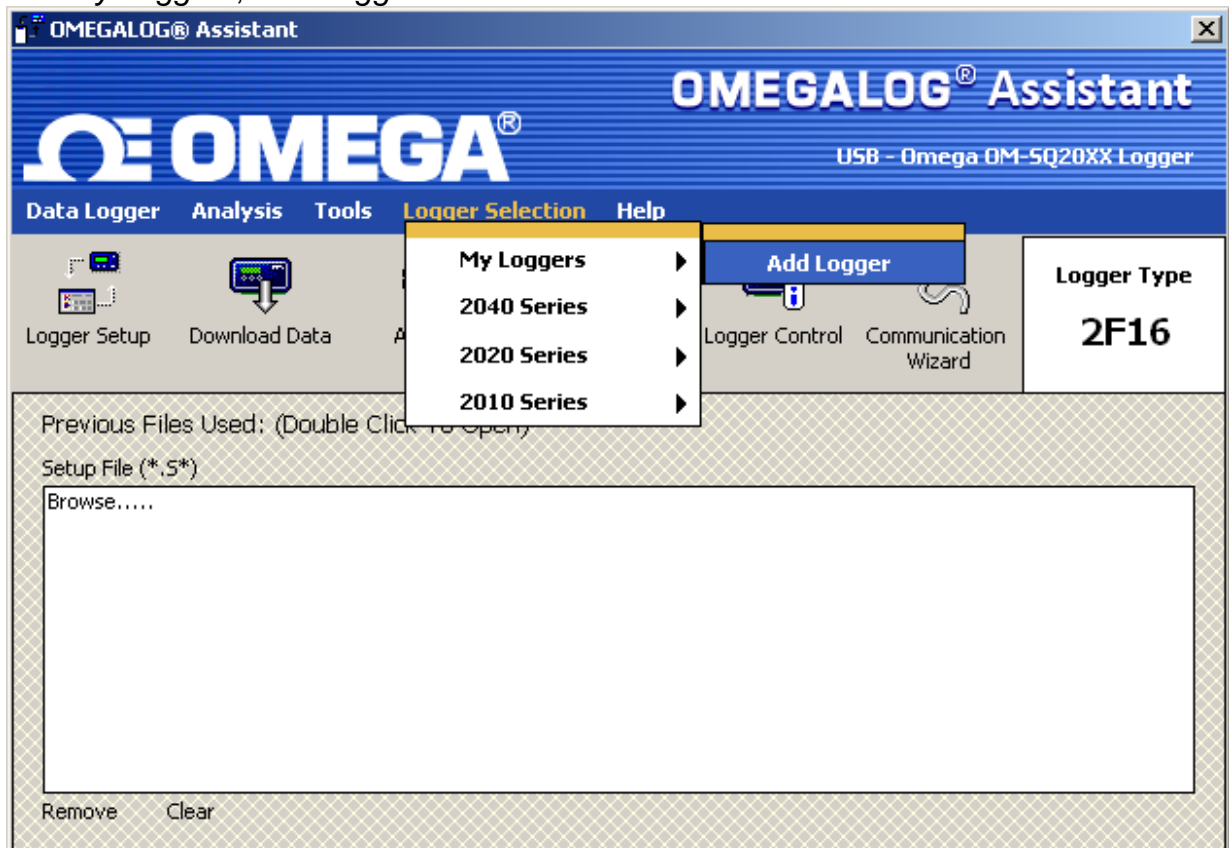 OMEGALOG® Assistant
OMEGALOG® Assistant
ΩE OMEGA®
USB - Omega OM-SQ20XX Logger
Data Logger Analysis Tools Logger Selection Help
My Loggers
Add Logger
2040 Series
2020 Series
2010 Series
Logger Setup
Download Data
A
Logger Control
Communication
Wizard
Logger Type
2F16
Previous Files Used: (Double Click To Open)
Setup File (*.S*)
Browse.....
Remove Clear